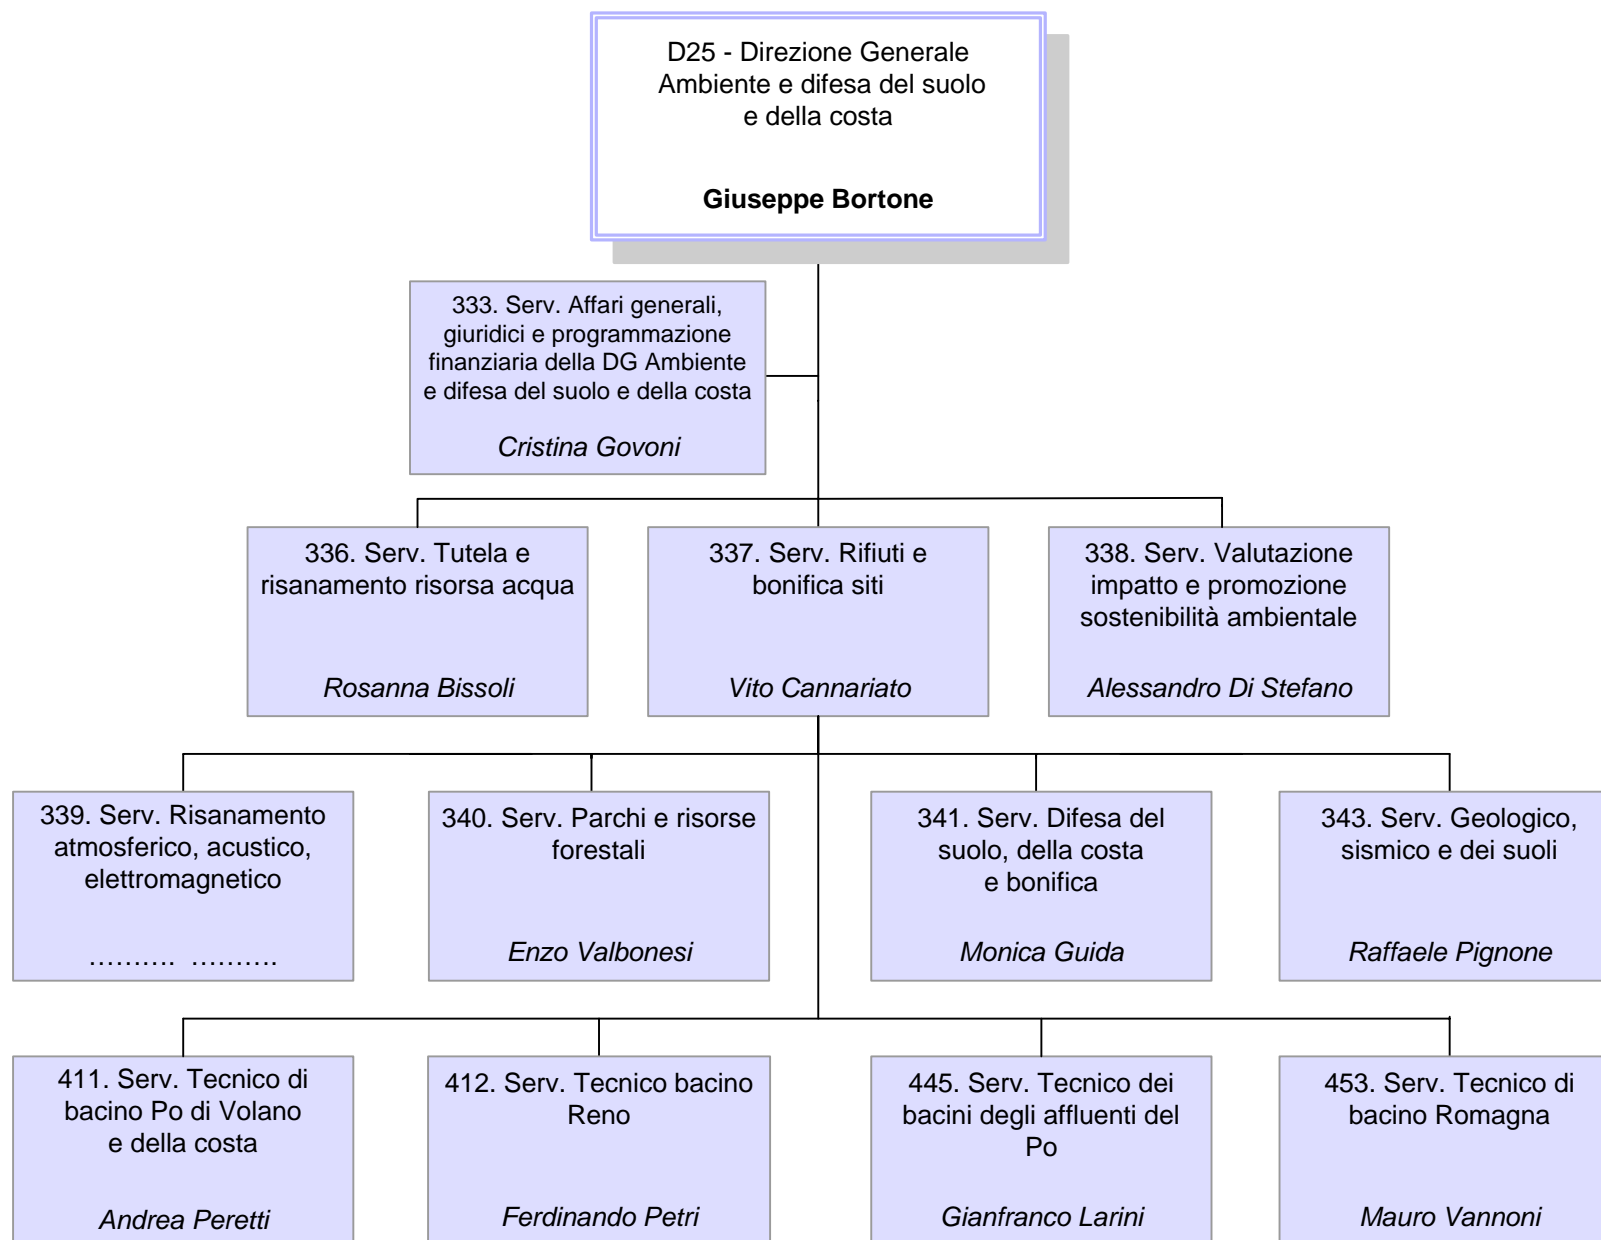 D25 - Direzione Generale
Ambiente e difesa del suolo
e della costa
Giuseppe Bortone
333. Serv. Affari generali,
giuridici e programmazione
finanziaria della DG Ambiente
e difesa del suolo e della costa
Cristina Govoni
336. Serv. Tutela e
risanamento risorsa acqua
Rosanna Bissoli
337. Serv. Rifiuti e
bonifica siti
Vito Cannariato
338. Serv. Valutazione
impatto e promozione
sostenibilità ambientale
Alessandro Di Stefano
339. Serv. Risanamento
atmosferico, acustico,
elettromagnetico
………. ……….
340. Serv. Parchi e risorse
forestali
Enzo Valbonesi
341. Serv. Difesa del
suolo, della costa
e bonifica
Monica Guida
343. Serv. Geologico,
sismico e dei suoli
Raffaele Pignone
411. Serv. Tecnico di
bacino Po di Volano
e della costa
Andrea Peretti
412. Serv. Tecnico bacino
Reno
Ferdinando Petri
445. Serv. Tecnico dei
bacini degli affluenti del
Po
Gianfranco Larini
453. Serv. Tecnico di
bacino Romagna
Mauro Vannoni